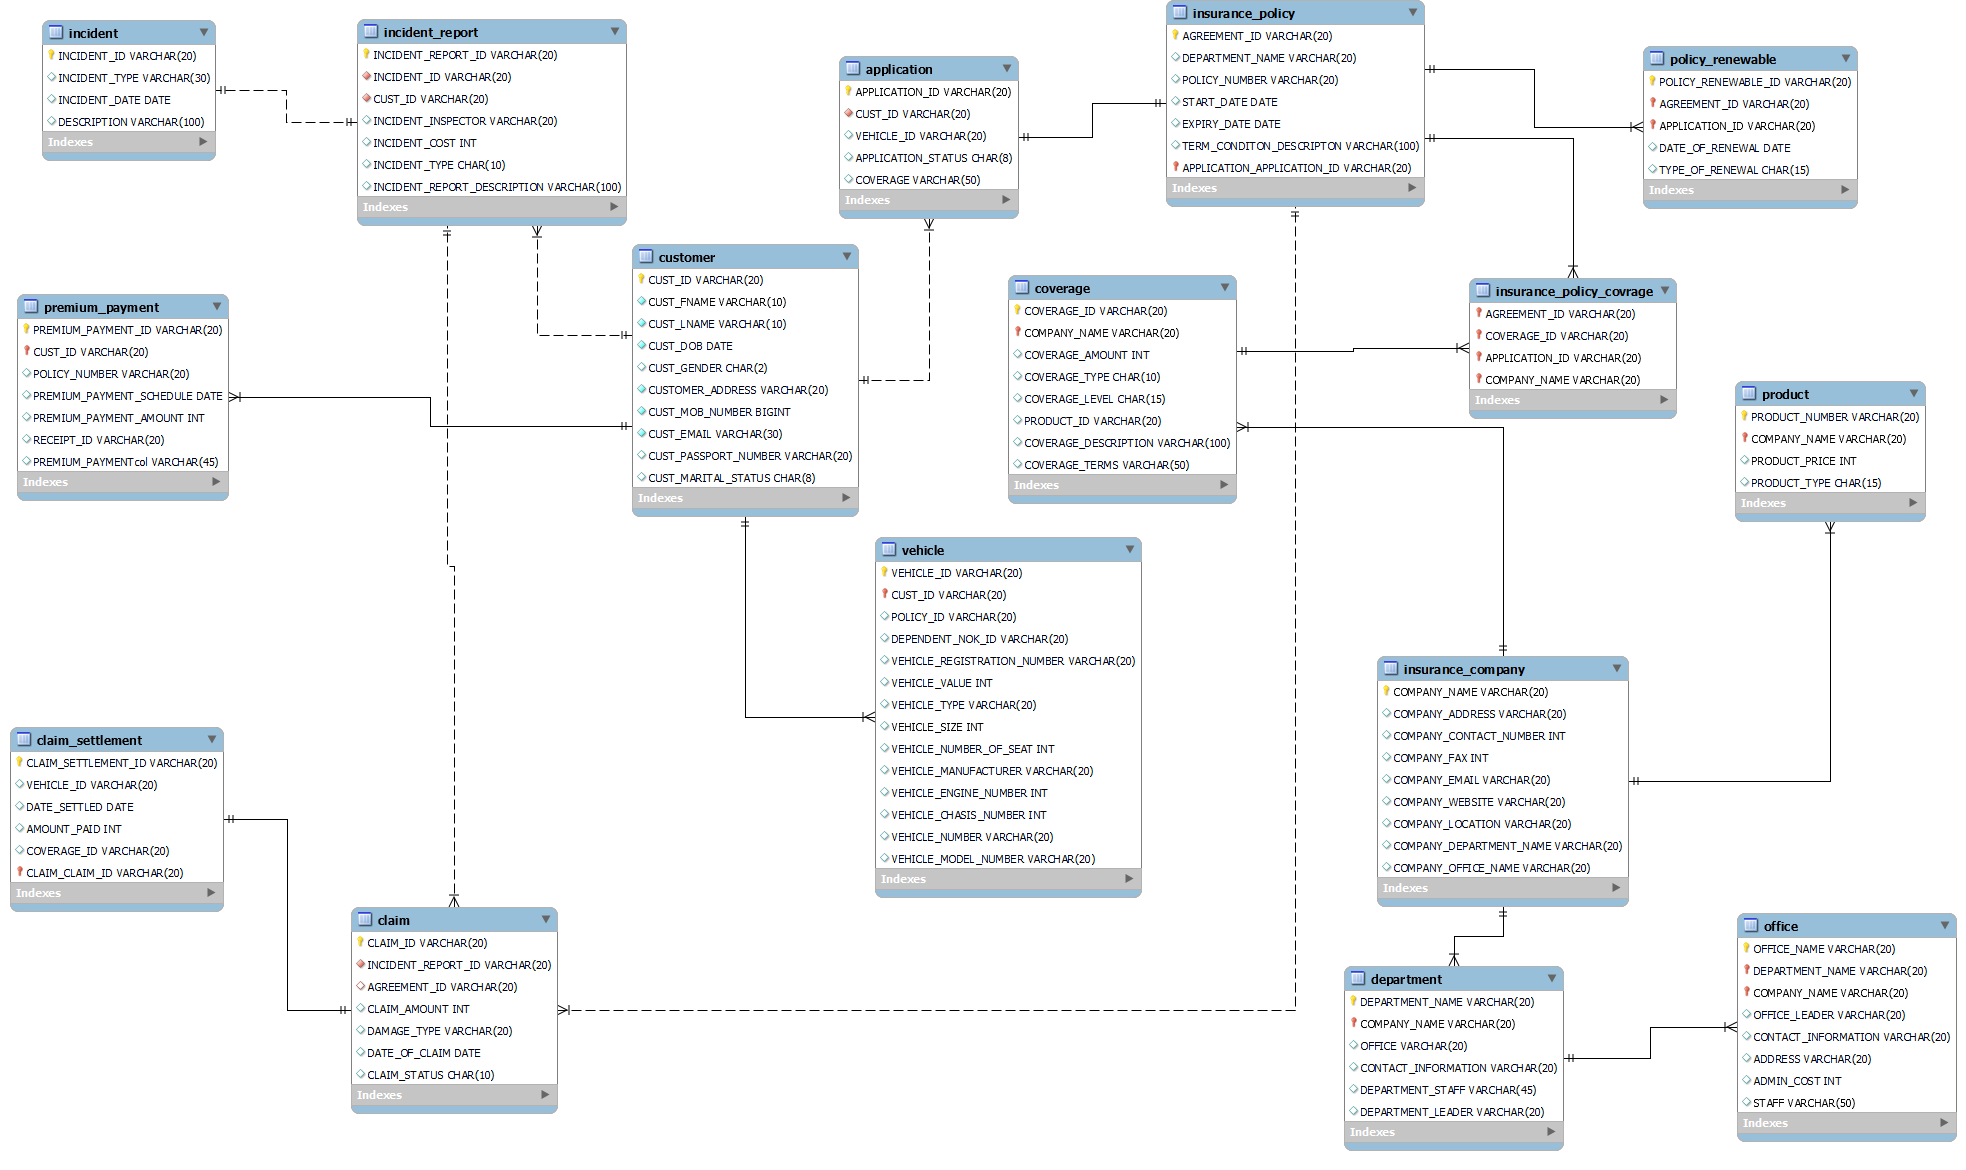 incident
INCIDENT_ID VARCHAR(20)
INCIDENT_TYPE VARCHAR(30)
INCIDENT_DATE DATE
DESCRIPTION VARCHAR(100)
Indexes
incident_report
INCIDENT_REPORT_ID VARCHAR(20)
INCIDENT_ID VARCHAR(20)
CUST_ID VARCHAR(20)
INCIDENT_INSPECTOR VARCHAR(20)
INCIDENT_COST INT
INCIDENT_TYPE CHAR(10)
INCIDENT_REPORT_DESCRIPTION VARCHAR(100)
Indexes
application
APPLICATION_ID VARCHAR(20)
CUST_ID VARCHAR(20)
VEHICLE_ID VARCHAR(20)
APPLICATION_STATUS CHAR(8)
COVERAGE VARCHAR(50)
Indexes
insurance_policy
AGREEMENT_ID VARCHAR(20)
DEPARTMENT_NAME VARCHAR(20)
POLICY_NUMBER VARCHAR(20)
START_DATE DATE
EXPIRY_DATE DATE
TERM_CONDITON_DESCRIPTON VARCHAR(100)
APPLICATION_APPLICATION_ID VARCHAR(20)
Indexes
policy_renewable
POLICY_RENEWABLE_ID VARCHAR(20)
AGREEMENT_ID VARCHAR(20)
APPLICATION_ID VARCHAR(20)
DATE_OF_RENEWAL DATE
TYPE_OF_RENEWAL CHAR(15)
Indexes
premium_payment
PREMIUM_PAYMENT_ID VARCHAR(20)
CUST_ID VARCHAR(20)
POLICY_NUMBER VARCHAR(20)
PREMIUM_PAYMENT_SCHEDULE DATE
PREMIUM_PAYMENT_AMOUNT INT
RECEIPT_ID VARCHAR(20)
PREMIUM_PAYMENTcol VARCHAR(45)
Indexes
customer
CUST_ID VARCHAR(20)
CUST_FNAME VARCHAR(10)
CUST_LNAME VARCHAR(10)
CUST_DOB DATE
CUST_GENDER CHAR(2)
CUSTOMER_ADDRESS VARCHAR(20)
CUST_MOB_NUMBER BIGINT
CUST_EMAIL VARCHAR(30)
CUST_PASSPORT_NUMBER VARCHAR(20)
CUST_MARITAL_STATUS CHAR(8)
Indexes
coverage
COVERAGE_ID VARCHAR(20)
COMPANY_NAME VARCHAR(20)
COVERAGE_AMOUNT INT
COVERAGE_TYPE CHAR(10)
COVERAGE_LEVEL CHAR(15)
PRODUCT_ID VARCHAR(20)
COVERAGE_DESCRIPTION VARCHAR(100)
COVERAGE_TERMS VARCHAR(50)
Indexes
insurance_policy_covrage
AGREEMENT_ID VARCHAR(20)
COVERAGE_ID VARCHAR(20)
APPLICATION_ID VARCHAR(20)
COMPANY_NAME VARCHAR(20)
Indexes
product
PRODUCT_NUMBER VARCHAR(20)
COMPANY_NAME VARCHAR(20)
PRODUCT_PRICE INT
PRODUCT_TYPE CHAR(15)
Indexes
vehicle
VEHICLE_ID VARCHAR(20)
CUST_ID VARCHAR(20)
POLICY_ID VARCHAR(20)
DEPENDENT_NOK_ID VARCHAR(20)
VEHICLE_REGISTRATION_NUMBER VARCHAR(20)
VEHICLE_VALUE INT
VEHICLE_TYPE VARCHAR(20)
VEHICLE_SIZE INT
VEHICLE_NUMBER_OF_SEAT INT
VEHICLE_MANUFACTURER VARCHAR(20)
VEHICLE_ENGINE_NUMBER INT
VEHICLE_CHASIS_NUMBER INT
VEHICLE_NUMBER VARCHAR(20)
VEHICLE_MODEL_NUMBER VARCHAR(20)
Indexes
insurance_company
COMPANY_NAME VARCHAR(20)
COMPANY_ADDRESS VARCHAR(20)
COMPANY_CONTACT_NUMBER INT
COMPANY_FAX INT
COMPANY_EMAIL VARCHAR(20)
COMPANY_WEBSITE VARCHAR(20)
COMPANY_LOCATION VARCHAR(20)
COMPANY_DEPARTMENT_NAME VARCHAR(20)
COMPANY_OFFICE_NAME VARCHAR(20)
Indexes
claim_settlement
CLAIM_SETTLEMENT_ID VARCHAR(20)
VEHICLE_ID VARCHAR(20)
DATE_SETTLED DATE
AMOUNT_PAID INT
COVERAGE_ID VARCHAR(20)
CLAIM_CLAIM_ID VARCHAR(20)
Indexes
claim
CLAIM_ID VARCHAR(20)
INCIDENT_REPORT_ID VARCHAR(20)
AGREEMENT_ID VARCHAR(20)
CLAIM_AMOUNT INT
DAMAGE_TYPE VARCHAR(20)
DATE_OF_CLAIM DATE
CLAIM_STATUS CHAR(10)
Indexes
department
DEPARTMENT_NAME VARCHAR(20)
COMPANY_NAME VARCHAR(20)
OFFICE VARCHAR(20)
CONTACT_INFORMATION VARCHAR(20)
DEPARTMENT_STAFF VARCHAR(45)
DEPARTMENT_LEADER VARCHAR(20)
Indexes
office
OFFICE_NAME VARCHAR(20)
DEPARTMENT_NAME VARCHAR(20)
COMPANY_NAME VARCHAR(20)
OFFICE_LEADER VARCHAR(20)
CONTACT_INFORMATION VARCHAR(20)
ADDRESS VARCHAR(20)
ADMIN_COST INT
STAFF VARCHAR(50)
Indexes